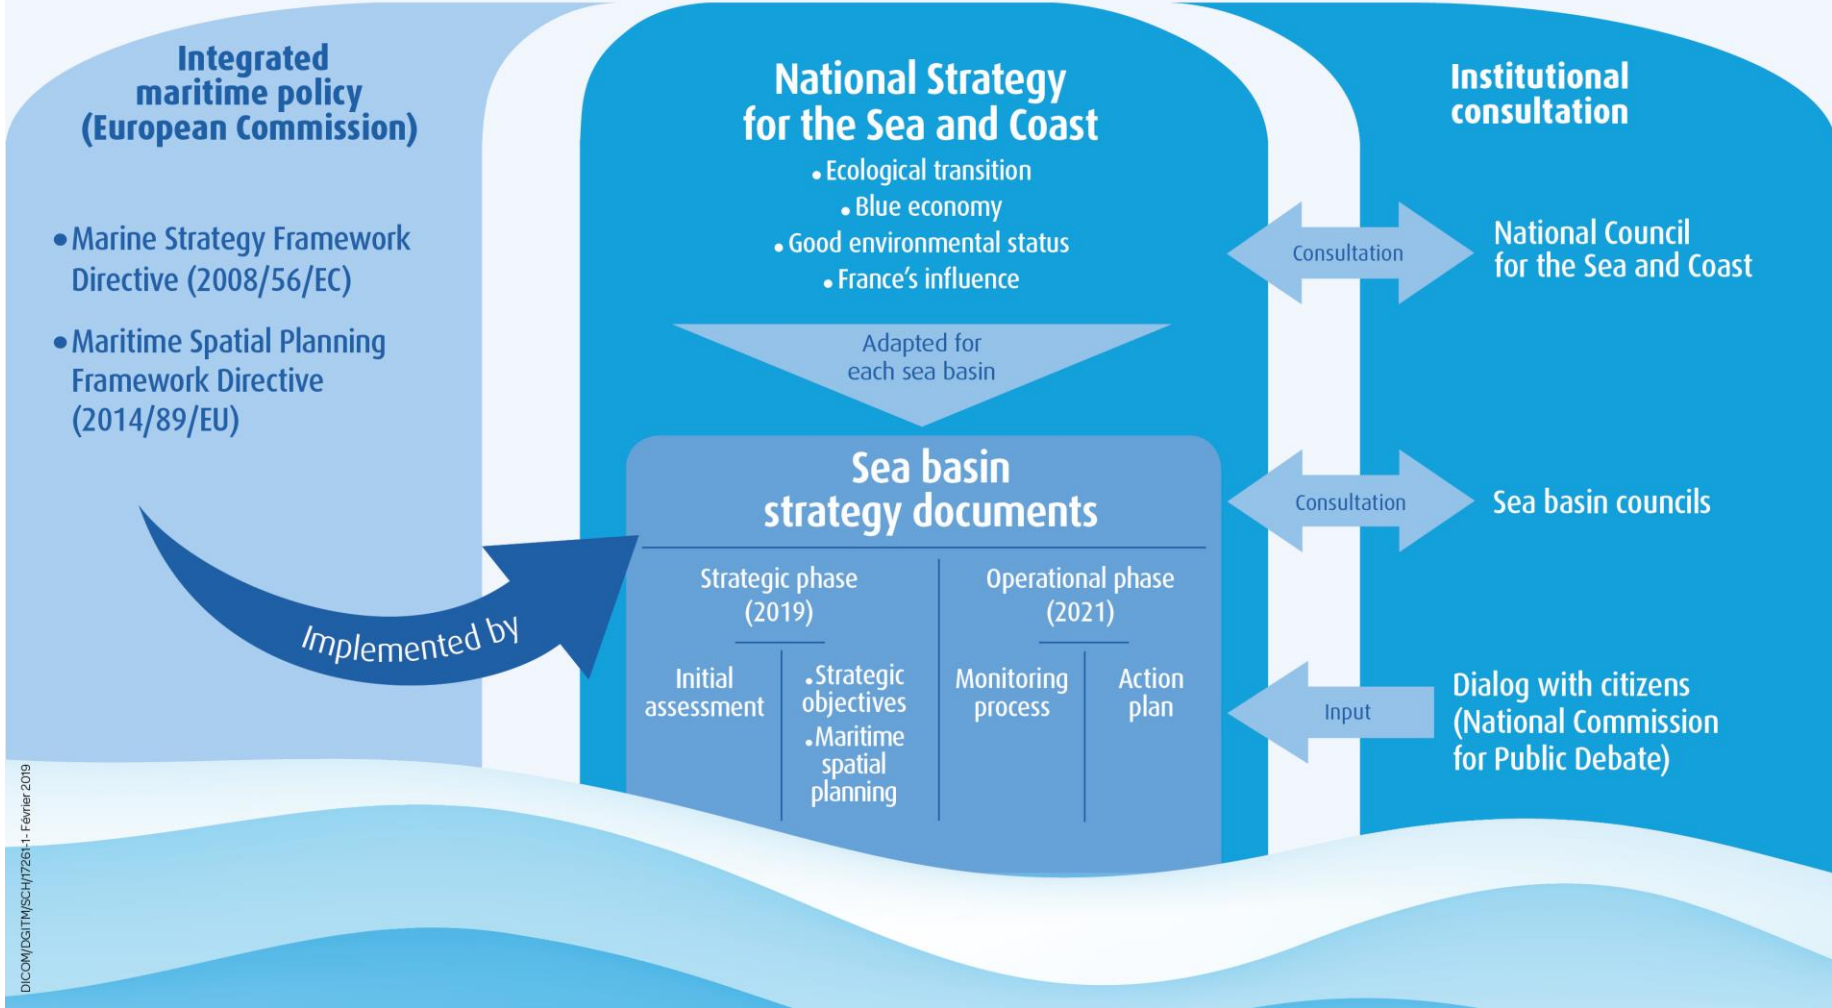 Integrated
maritime policy
(European Commission)
• Marine Strategy Framework
Directive (2008/56/EC)
• Maritime Spatial Planning
Framework Directive
(2014/89/EU)
Implemented by
National Strategy
for the Sea and Coast
• Ecological transition
• Blue economy
• Good environmental status
• France's influence
Adapted for
each sea basin
Sea basin
strategy documents
Strategic phase
(2019)
Initial
assessment
• Strategic
objectives
• Maritime
spatial
planning
Operational phase
(2021)
Monitoring
process
Action
plan
Institutional
consultation
Consultation
National Council
for the Sea and Coast
Consultation
Sea basin councils
Input
Dialog with citizens
(National Commission
for Public Debate)
DICOM/DGITM/SCH/17261-1- Février 2019